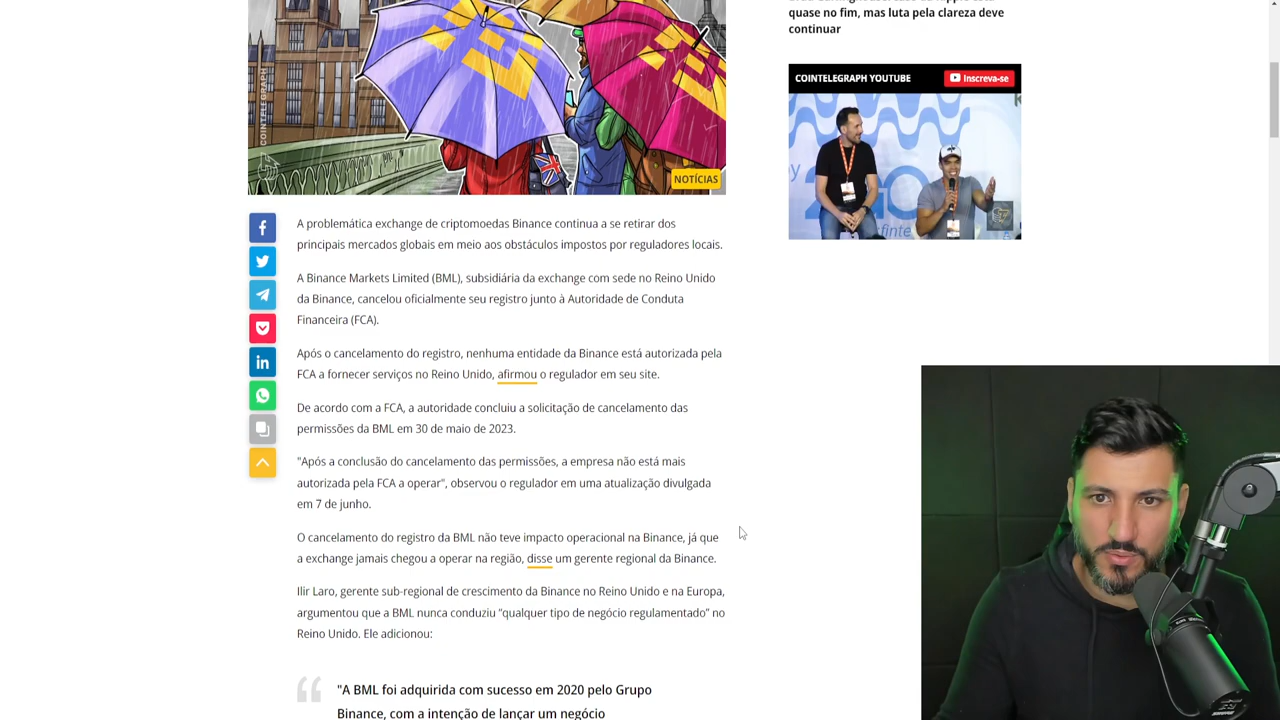 quase no fim, mas luta pela clareza deve
continuar
COINTELEGRAPH YOUTUBE
Inscreva-se
COINTELEGRAPH
NOTÍCIAS
A problemática exchange de criptomoedas Binance continua a se retirar dos
principais mercados globais em meio aos obstáculos impostos por reguladores locais.
A Binance Markets Limited (BML), subsidiária da exchange com sede no Reino Unido
da Binance, cancelou oficialmente seu registro junto à Autoridade de Conduta
Financeira (FCA).
Após o cancelamento do registro, nenhuma entidade da Binance está autorizada pela
FCA a fornecer serviços no Reino Unido, afirmou o regulador em seu site.
De acordo com a FCA, a autoridade concluiu a solicitação de cancelamento das
permissões da BML em 30 de maio de 2023.
"Após a conclusão do cancelamento das permissões, a empresa não está mais
autorizada pela FCA a operar", observou o regulador em uma atualização divulgada
em 7 de junho.
O cancelamento do registro da BML não teve impacto operacional na Binance, já que
a exchange jamais chegou a operar na região, disse um gerente regional da Binance.
Ilir Laro, gerente sub-regional de crescimento da Binance no Reino Unido e na Europa,
argumentou que a BML nunca conduziu “qualquer tipo de negócio regulamentado” no
Reino Unido. Ele adicionou:
"A BML foi adquirida com sucesso em 2020 pelo Grupo
Binance, com a intenção de lançar um negócio